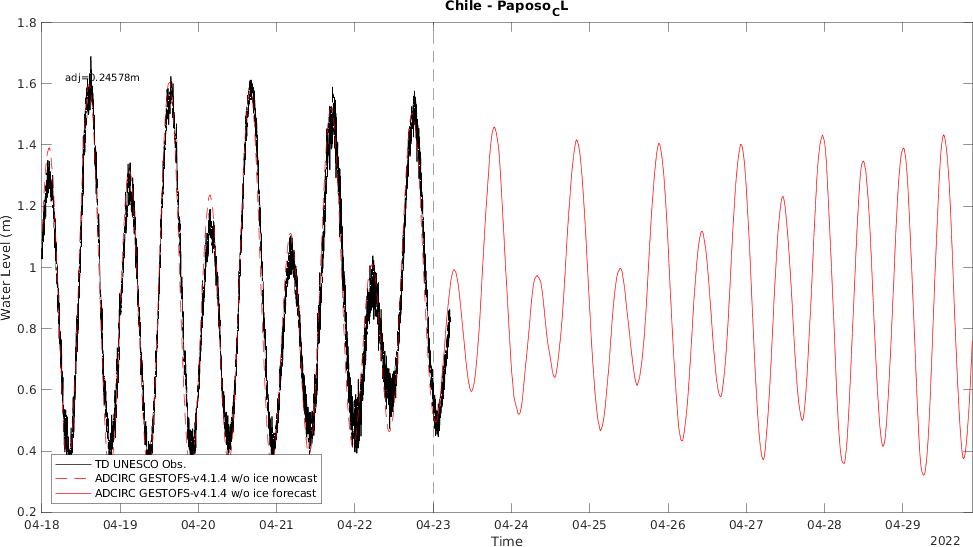 Chile - Paposo_CL
1.8
adj=0.24578m
1.6
1.4
1.2
1
0.8
0.6
0.4
0.2
Water Level (m)
TD UNESCO Obs.
ADCIRC GESTOFS-v4.1.4 w/o ice nowcast
ADCIRC GESTOFS-v4.1.4 w/o ice forecast
04-18 04-19 04-20 04-21 04-22 04-23 04-24 04-25 04-26 04-27 04-28 04-29
Time
2022